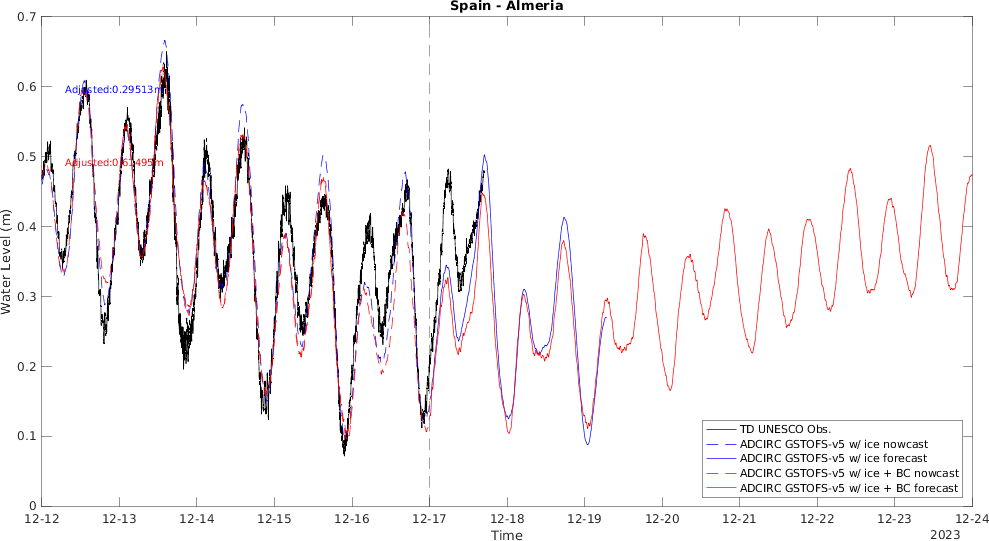 Spain - Almeria
0.7
0.6
0.5
0.4
0.3
0.2
0.1
0
Water Level (m)
Adjusted:0.29513m
TD UNESCO Obs.
ADCIRC GSTOFS-v5 w/ ice nowcast
ADCIRC GSTOFS-v5 w/ ice forecast
ADCIRC GSTOFS-v5 w/ ice + BC nowcast
ADCIRC GSTOFS-v5 w/ ice + BC forecast
12-12 12-13 12-14 12-15 12-16 12-17 12-18 12-19 12-20 12-21 12-22 12-23 12-24
Time
2023